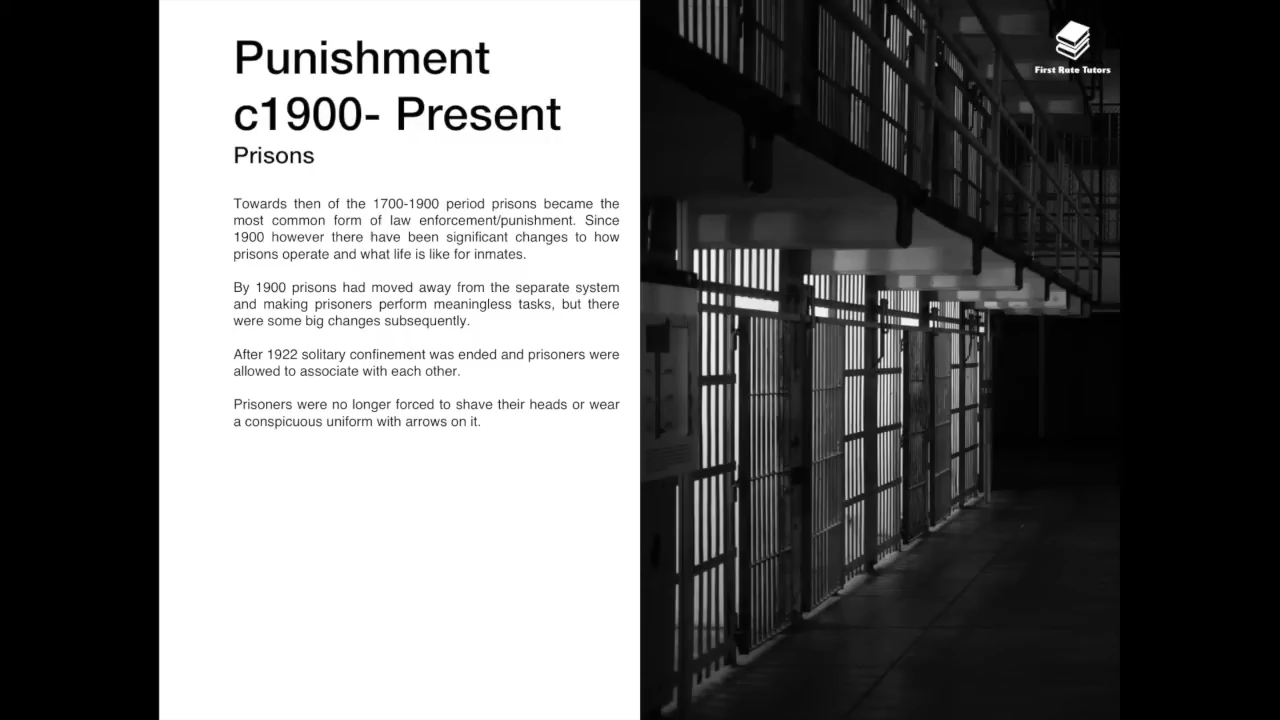 Punishment
c1900- Present
Prisons
Towards then of the 1700-1900 period prisons became the
most common form of law enforcement/punishment. Since
1900 however there have been significant changes to how
prisons operate and what life is like for inmates.
By 1900 prisons had moved away from the separate system
and making prisoners perform meaningless tasks, but there
were some big changes subsequently.
After 1922 solitary confinement was ended and prisoners were
allowed to associate with each other.
Prisoners were no longer forced to shave their heads or wear
a conspicuous uniform with arrows on it.
First Rate Tutors